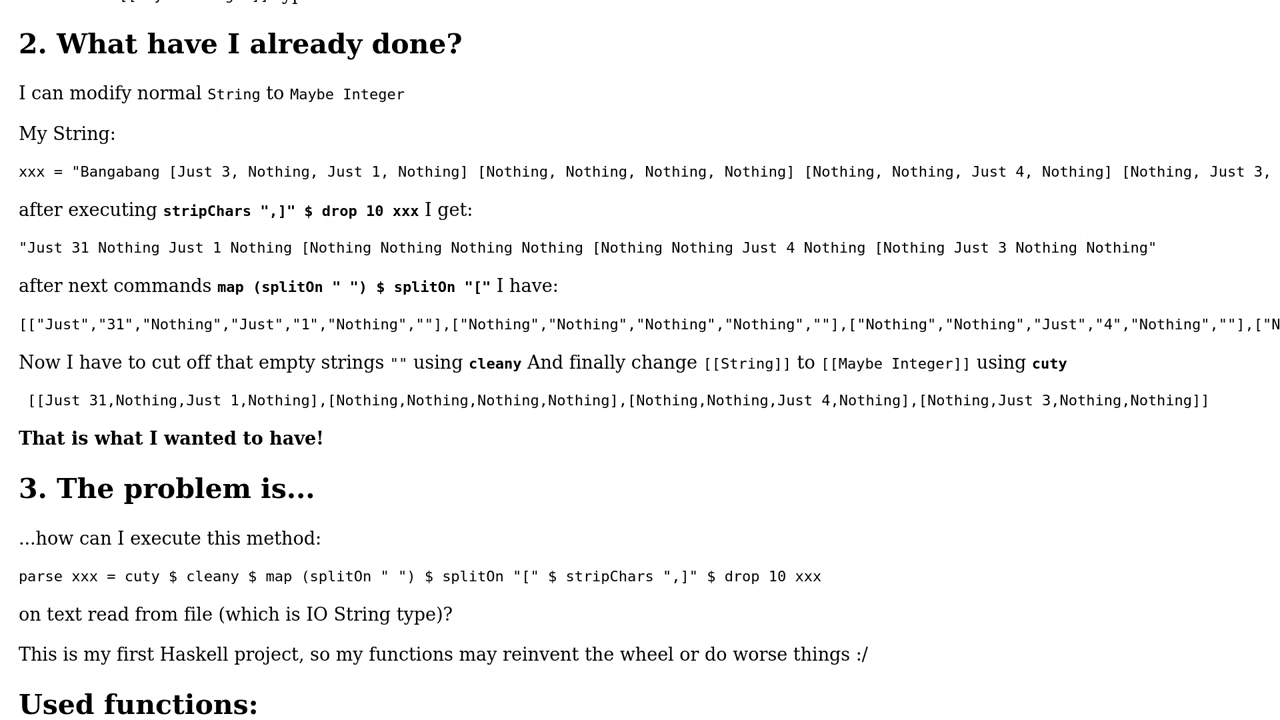 2. What have I already done?
I can modify normal String to Maybe Integer
My String:
xxx = "Bangabang [Just 3, Nothing, Just 1, Nothing] [Nothing, Nothing, Nothing, Nothing] [Nothing, Nothing, Just 4, Nothing] [Nothing, Just 3,
after executing stripChars ",]" $ drop 10 xxx I get:
"Just 31 Nothing Just 1 Nothing [Nothing Nothing Nothing Nothing [Nothing Nothing Just 4 Nothing [Nothing Just 3 Nothing Nothing"
after next commands map (splitOn " ") $ splitOn "[" I have:
[["Just","31","Nothing","Just","1","Nothing",""],["Nothing","Nothing","Nothing","Nothing",""],["Nothing","Nothing","Just","4","Nothing",""],["N
Now I have to cut off that empty strings "" using cleany And finally change [[String]] to [[Maybe Integer]] using cuty
[[Just 31,Nothing,Just 1,Nothing],[Nothing,Nothing,Nothing,Nothing],[Nothing,Nothing,Just 4,Nothing],[Nothing,Just 3,Nothing,Nothing]]
That is what I wanted to have!
3. The problem is...
...how can I execute this method:
parse xxx = cuty $ cleany $ map (splitOn " ") $ splitOn "[" $ stripChars ",]" $ drop 10 xxx
on text read from file (which is IO String type)?
This is my first Haskell project, so my functions may reinvent the wheel or do worse things :/
Used functions: